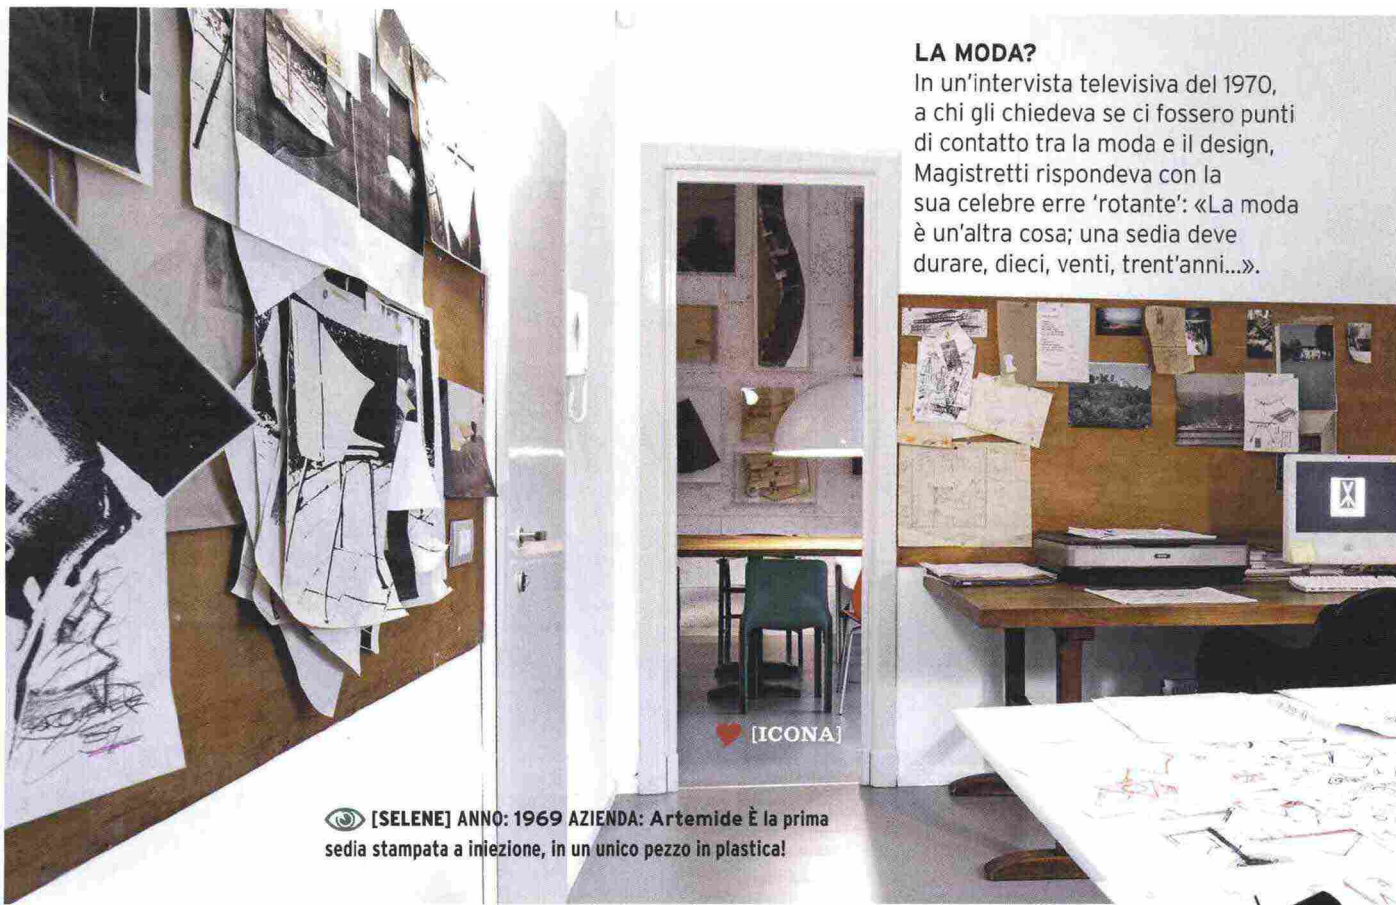 LA MODA?
In un'intervista televisiva del 1970,
a chi gli chiedeva se ci fossero punti
di contatto tra la moda e il design,
Magistretti rispondeva con la
sua celebre erre 'rotante': «La moda
è un'altra cosa; una sedia deve
durare, dieci, venti, trent'anni...».
[ICONA]
[SELENE] ANNO: 1969 AZIENDA: Artemide È la prima
sedia stampata a iniezione, in un unico pezzo in plastica!